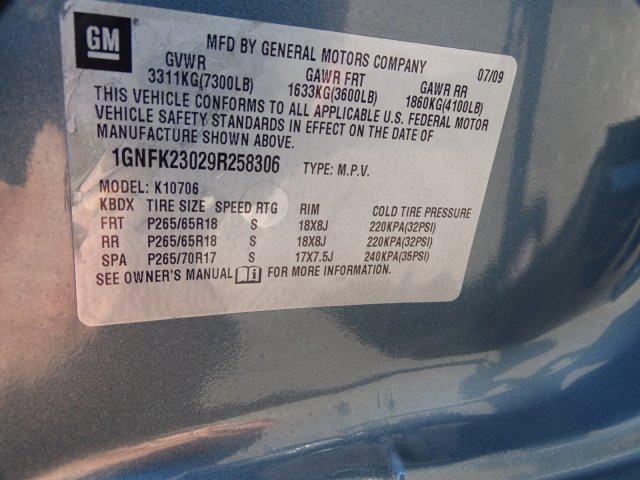 GM
MFD BY GENERAL MOTORS COMPANY 07/09
GVWR GAWR FRT GAWR RR
3311KG(7300LB) 1633KG(3600LB) 1860KG(4100LB)
THIS VEHICLE CONFORMS TO ALL APPLICABLE U.S. FEDERAL MOTOR
VEHICLE SAFETY STANDARDS IN EFFECT ON THE DATE OF
MANUFACTURE SHOWN ABOVE.
1GNFK23029R258306 TYPE: M.P.V.
MODEL: K10706
KBDX TIRE SIZE SPEED RTG RIM COLD TIRE PRESSURE
FRT P265/65R18 S 18X8J 220KPA(32PSI)
RR P265/65R18 S 18X8J 220KPA(32PSI)
SPA P265/70R17 S 17X7.5J 240KPA(35PSI)
SEE OWNER'S MANUAL FOR MORE INFORMATION.